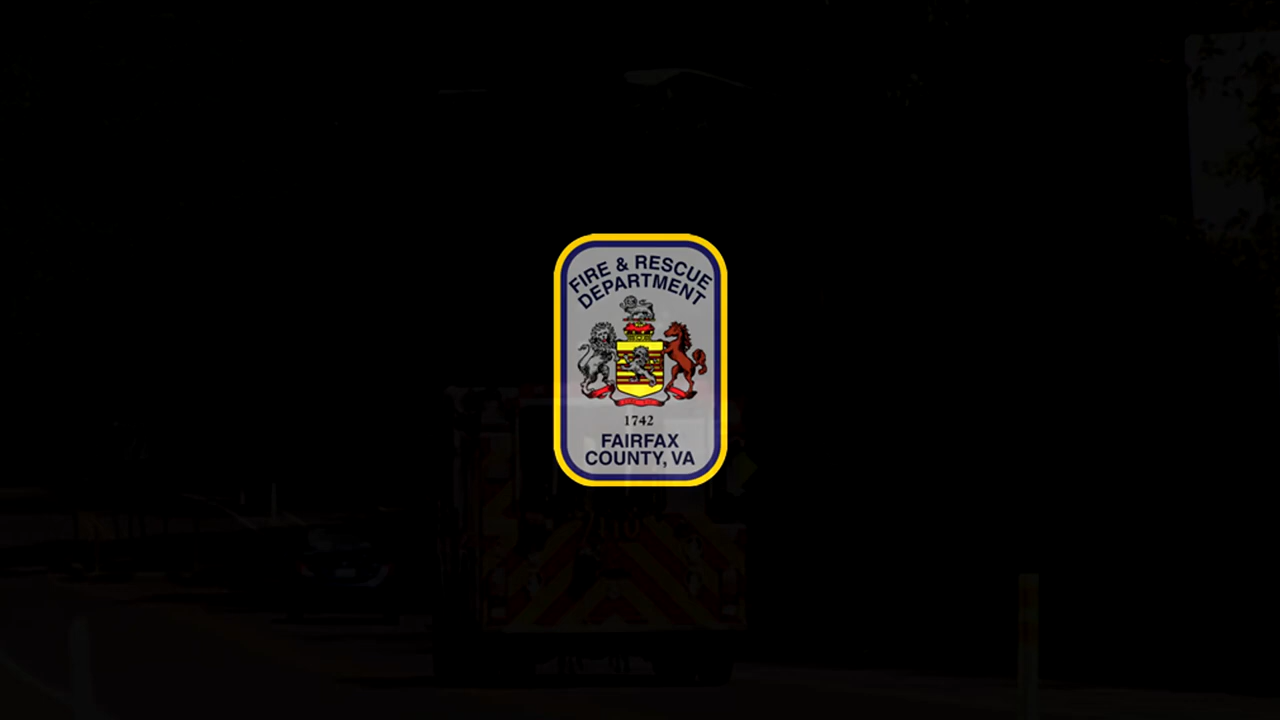 FIRE & RESCUE
DEPARTMENT
1742
FAIRFAX
COUNTY, VA